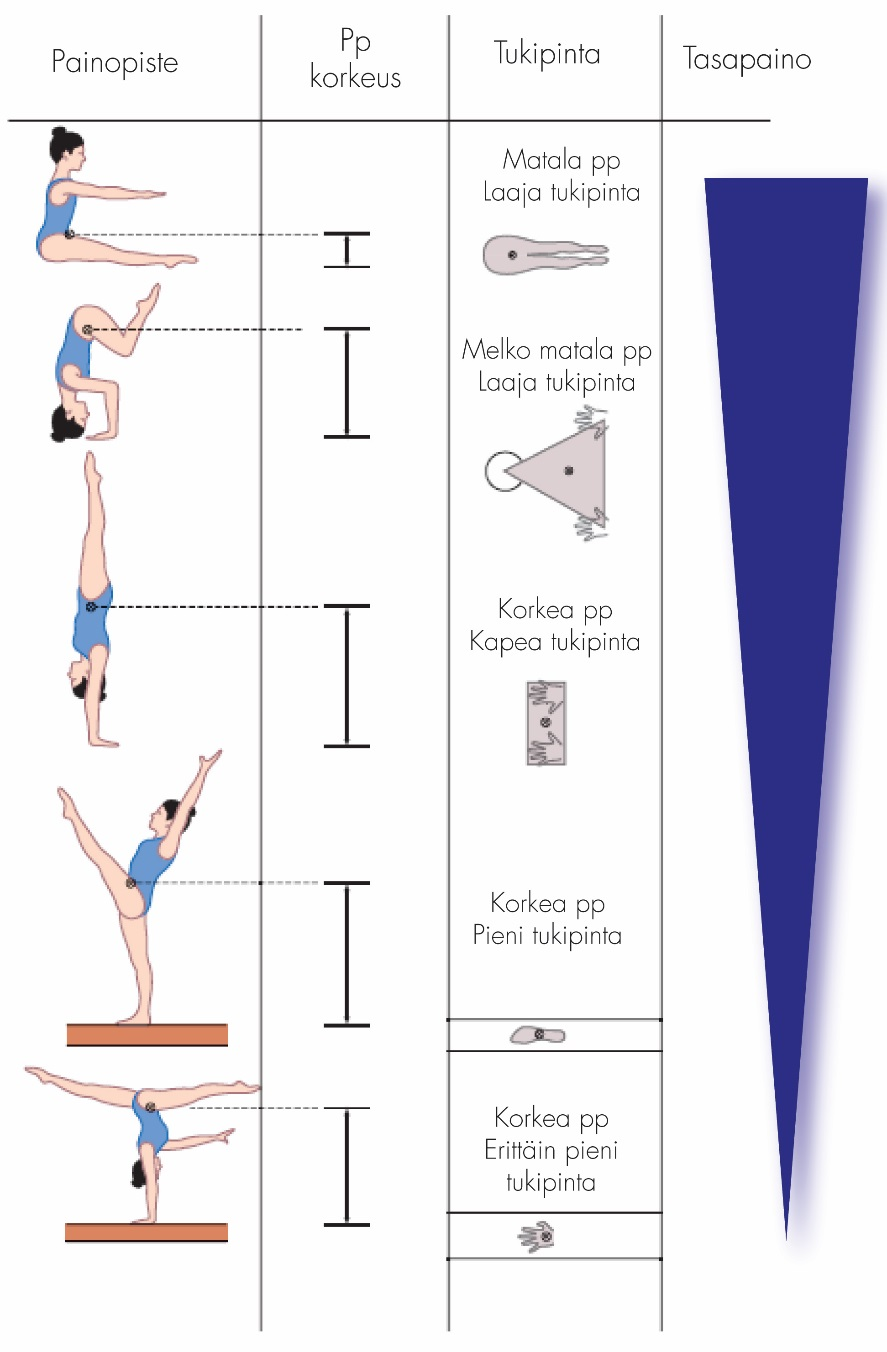 Painopiste
Pp
korkeus
Tukipinta
Tasapaino
Matala pp
Laaja tukipinta
Melko matala pp
Laaja tukipinta
Korkea pp
Kapea tukipinta
Korkea pp
Pieni tukipinta
Korkea pp
Erittäin pieni
tukipinta